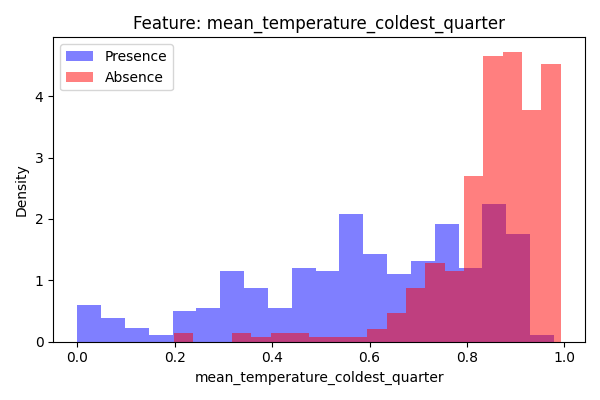 Feature: mean_temperature_coldest_quarter
Presence
Absence
Density
4
3
2
1
0
0.0 0.2 0.4 0.6 0.8 1.0
mean_temperature_coldest_quarter